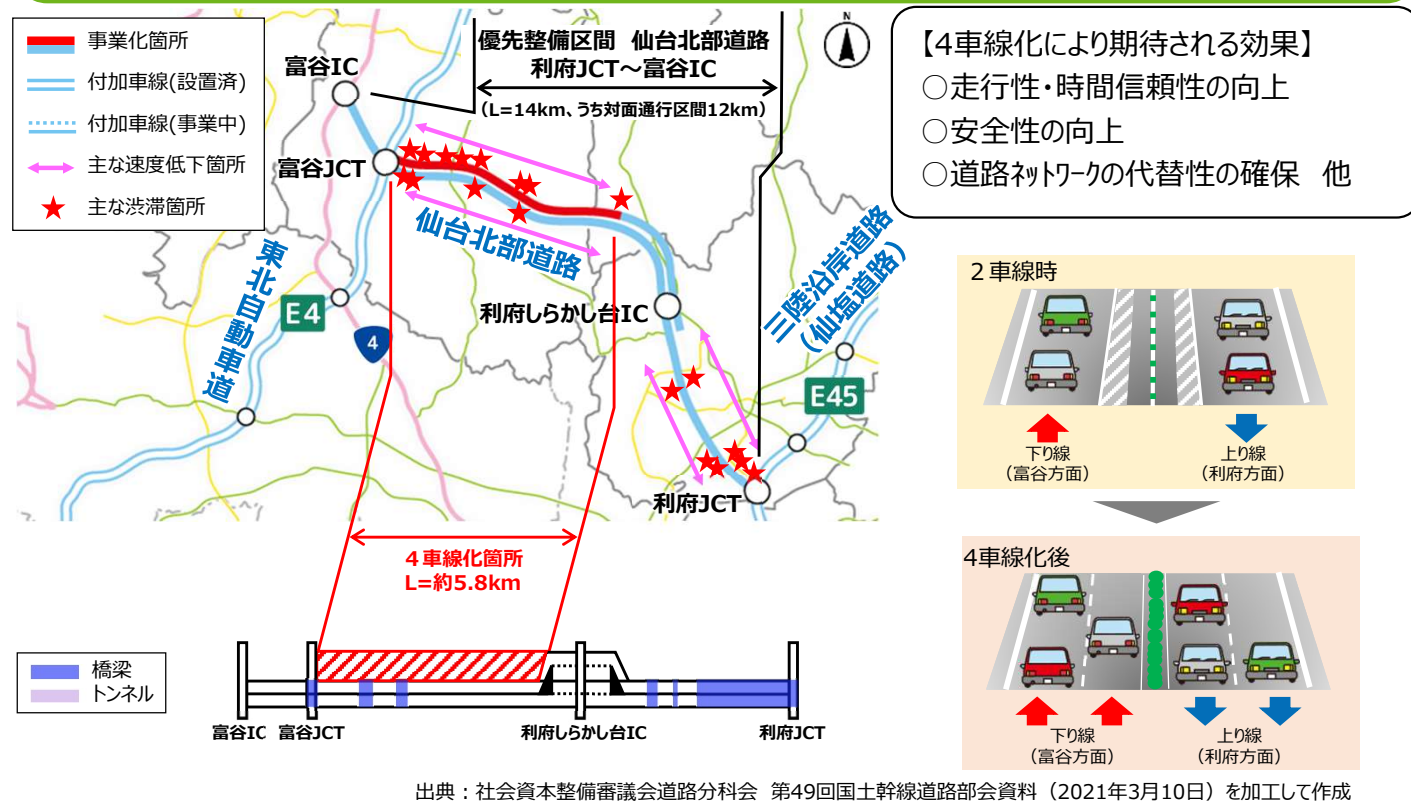 事業化箇所
付加車線(設置済)
付加車線(事業中)
主な速度低下箇所
主な渋滞箇所
優先整備区間 仙台北部道路
利府JCT～富谷IC
（L=14km、うち対面通行区間12km）
N
富谷IC
富谷JCT
仙台北部道路
東北自動車道
E4
4
利府しらかし台IC
三陸沿岸道路
（仙塩道路）
E45
利府JCT
４車線化箇所
L=約5.8km
橋梁
トンネル
富谷IC 富谷JCT 利府しらかし台IC 利府JCT
【4車線化により期待される効果】
○走行性・時間信頼性の向上
○安全性の向上
○道路ﾈｯﾄﾜｰｸの代替性の確保 他
２車線時
下り線
（富谷方面）
上り線
（利府方面）
4車線化後
下り線
（富谷方面）
上り線
（利府方面）
出典：社会資本整備審議会道路分科会 第49回国土幹線道路部会資料（2021年3月10日）を加工して作成